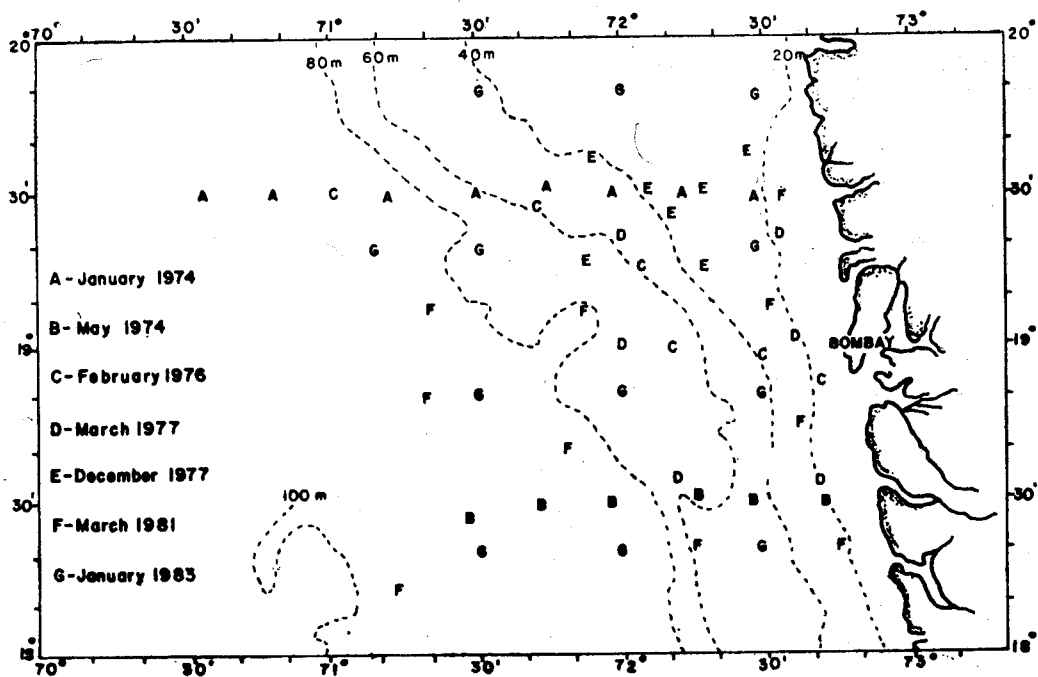 70° 30' 71° 30' 72° 30' 73°
20° 20°
80m 60m 40m 20m
G G G
E E
A A C A A A A E A E A F
30' 30'
C E
D D
G G G
E C E
A-January 1974
F F F
B-May 1974
D
19° D C C BOMBAY 19°
C-February 1976 C
F G G G
D-March 1977 F
F
E-December 1977 D D
100 m B B B
30' B B B 30'
B
F-March 1981
G G F G F
G-January 1983 F
18° 18°
70° 30' 71° 30' 72° 30' 73°